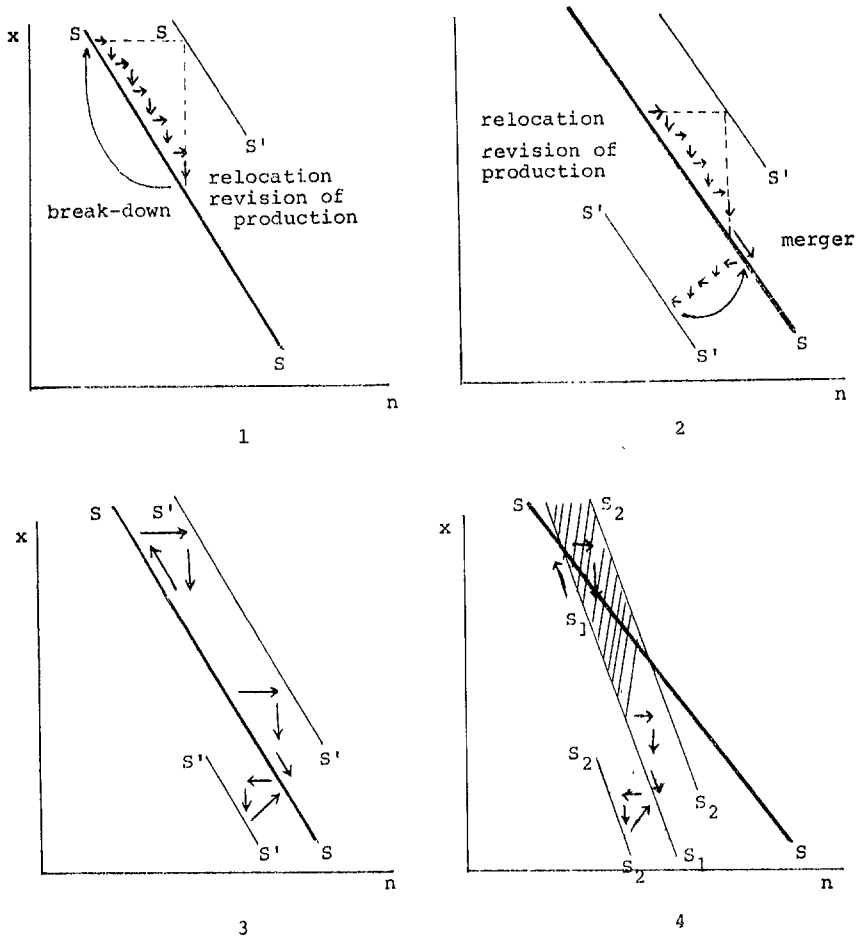 x
S
S
S'
relocation
revision of
production
break-down
S
n
1
relocation
revision of
production
S'
S'
merger
S'
S
n
2
x
S
S'
S'
S'
S'
S
n
3
x
S
S2
S1
S2
S2
S2
S1
S
n
4